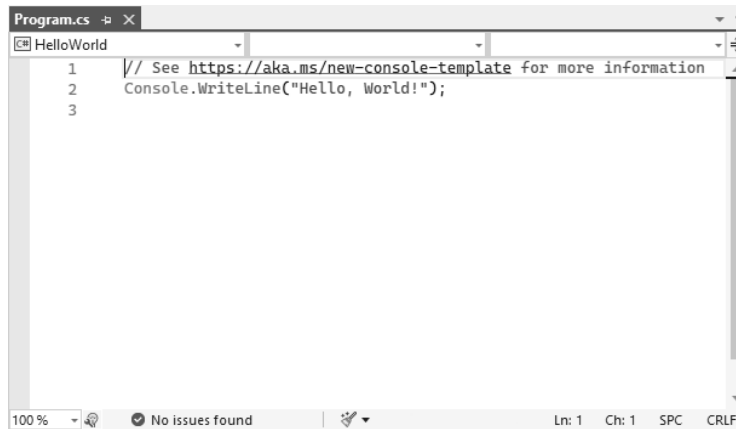 Program.cs
C# HelloWorld
1 // See https://aka.ms/new-console-template for more information
2 Console.WriteLine("Hello, World!");
3
100 % No issues found Ln: 1 Ch: 1 SPC CRLF